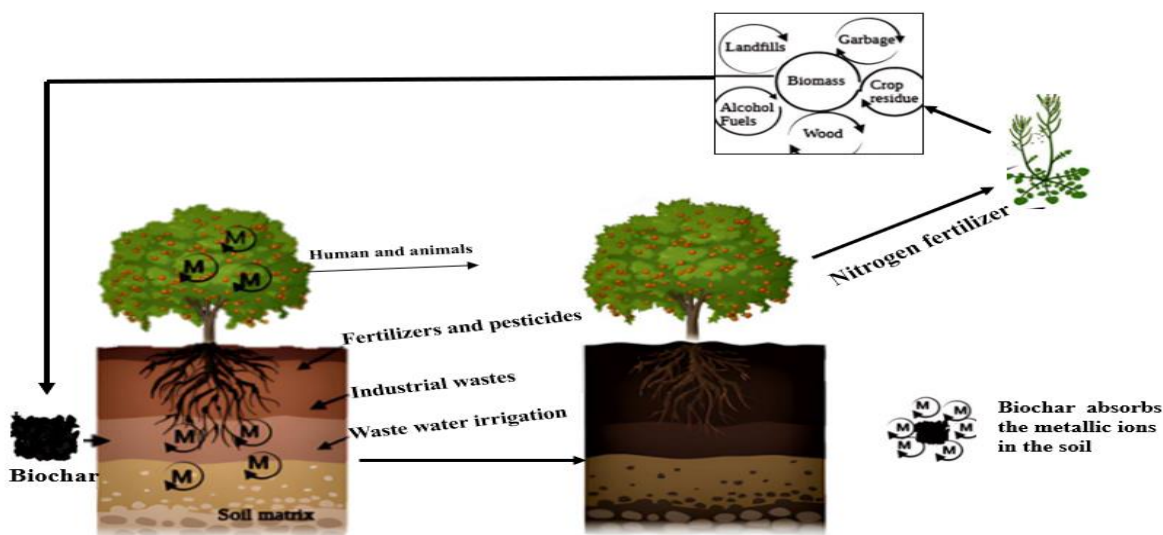 Landfills
Garbage
Biomass
Crop
residue
Alcohol
Fuels
Wood
Nitrogen fertilizer
M
M
M
Human and animals
Fertilizers and pesticides
Industrial wastes
Waste water irrigation
M
M
M
M
Soil matrix
Biochar
M
M
M
M
M
M
Biochar absorbs
the metallic ions
in the soil